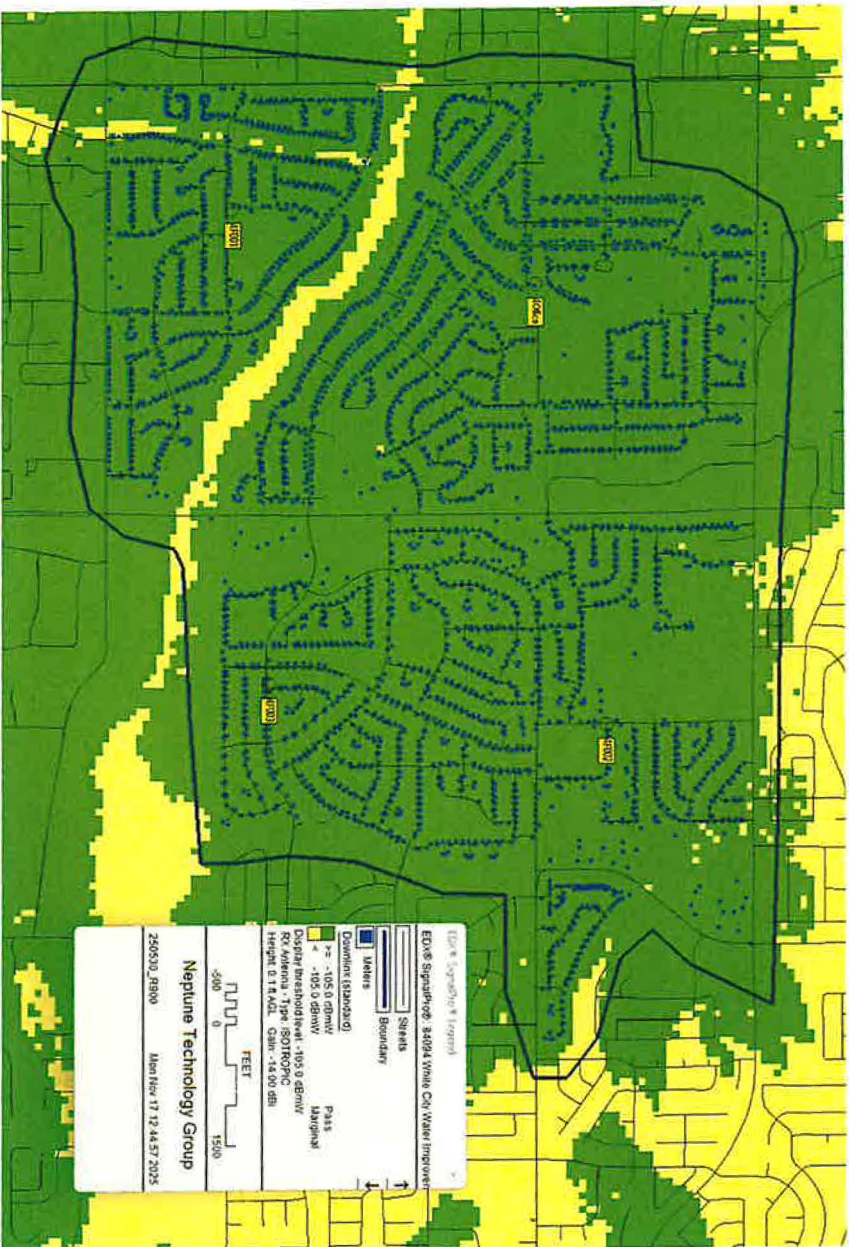 EDX® SignalPro® Legend
EDX® SignalPro®: 84094 White City Water Improvem
Streets
Boundary
Meters
Downlink (standard)
>= -105.0 dBmW Pass
< -105.0 dBmW Marginal
Display threshold level: -105.0 dBmW
RX Antenna - Type: ISOTROPIC
Height: 0.1 ft AGL Gain: -14.00 dBi
FEET
-500 0 1500
Neptune Technology Group
250530_R900 Mon Nov 17 12:44:57 2025
Office